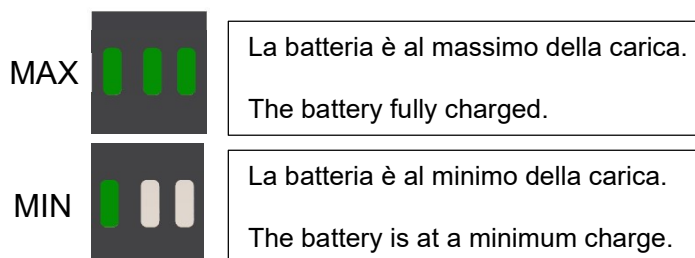 MAX
La batteria è al massimo della carica.
The battery fully charged.
MIN
La batteria è al minimo della carica.
The battery is at a minimum charge.